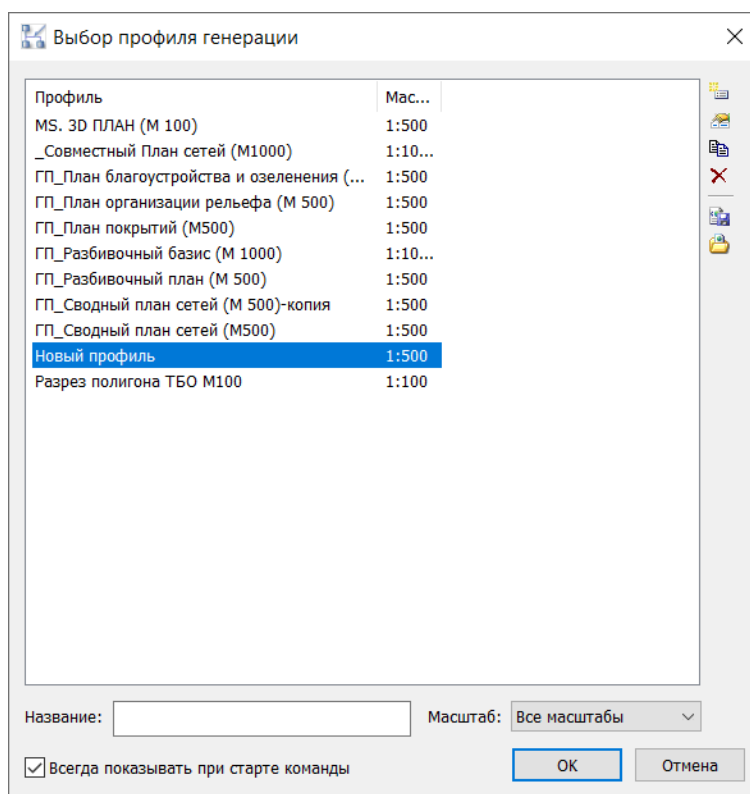 Выбор профиля генерации
Профиль Мас...
MS. 3D ПЛАН (М 100) 1:500
_Совместный План сетей (М1000) 1:10...
ГП_План благоустройства и озеленения (... 1:500
ГП_План организации рельефа (М 500) 1:500
ГП_План покрытий (М500) 1:500
ГП_Разбивочный базис (М 1000) 1:10...
ГП_Разбивочный план (М 500) 1:500
ГП_Сводный план сетей (М 500)-копия 1:500
ГП_Сводный план сетей (М500) 1:500
Новый профиль 1:500
Разрез полигона ТБО М100 1:100
Название: Масштаб: Все масштабы
Всегда показывать при старте команды OK Отмена